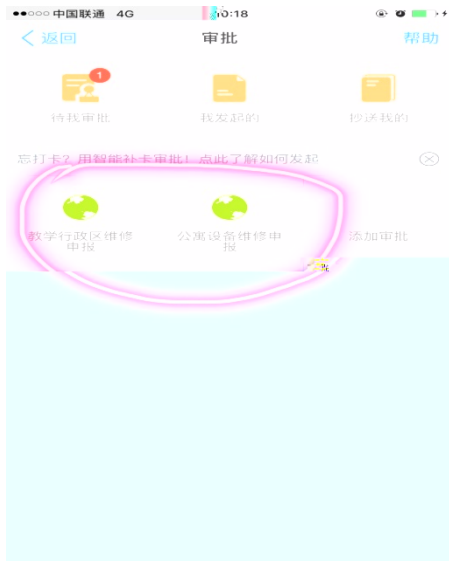 中国联通 4G 10:18
返回 审批 帮助
1
待我审批 我发起的 抄送我的
忘打卡？用智能补卡审批！点此了解如何发起
教学行政区维修 公寓设备维修申 添加审批
申报 报